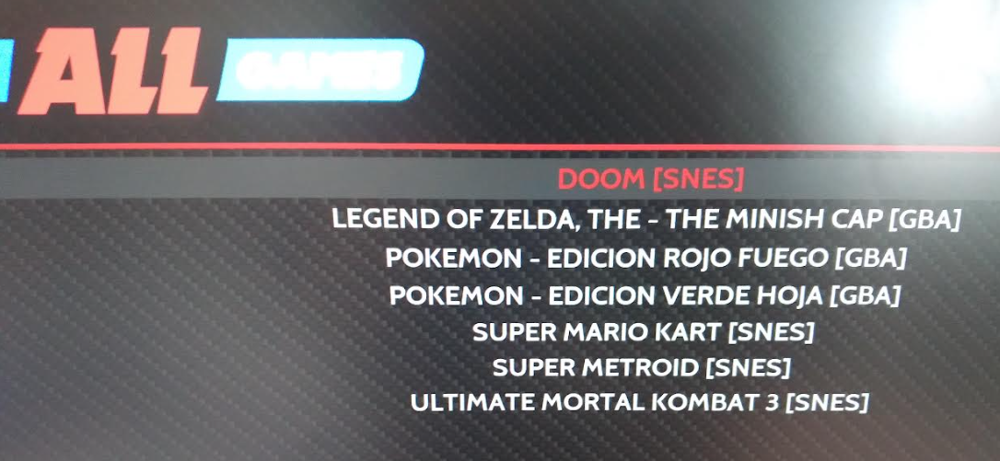 ALL GAMES
DOOM [SNES]
LEGEND OF ZELDA, THE - THE MINISH CAP [GBA]
POKEMON - EDICION ROJO FUEGO [GBA]
POKEMON - EDICION VERDE HOJA [GBA]
SUPER MARIO KART [SNES]
SUPER METROID [SNES]
ULTIMATE MORTAL KOMBAT 3 [SNES]